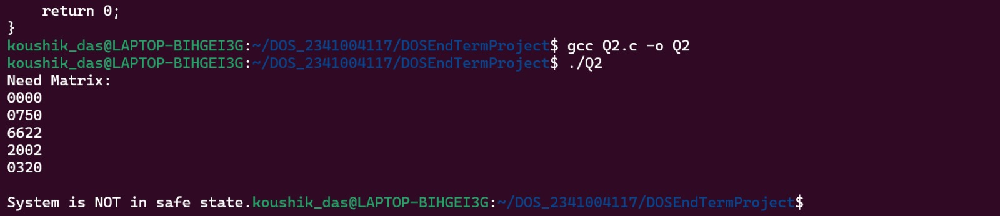 return 0;
}
koushik_das@LAPTOP-BIHGEI3G:~/DOS_2341004117/DOSEndTermProject$ gcc Q2.c -o Q2
koushik_das@LAPTOP-BIHGEI3G:~/DOS_2341004117/DOSEndTermProject$ ./Q2
Need Matrix:
0000
0750
6622
2002
0320

System is NOT in safe state.koushik_das@LAPTOP-BIHGEI3G:~/DOS_2341004117/DOSEndTermProject$